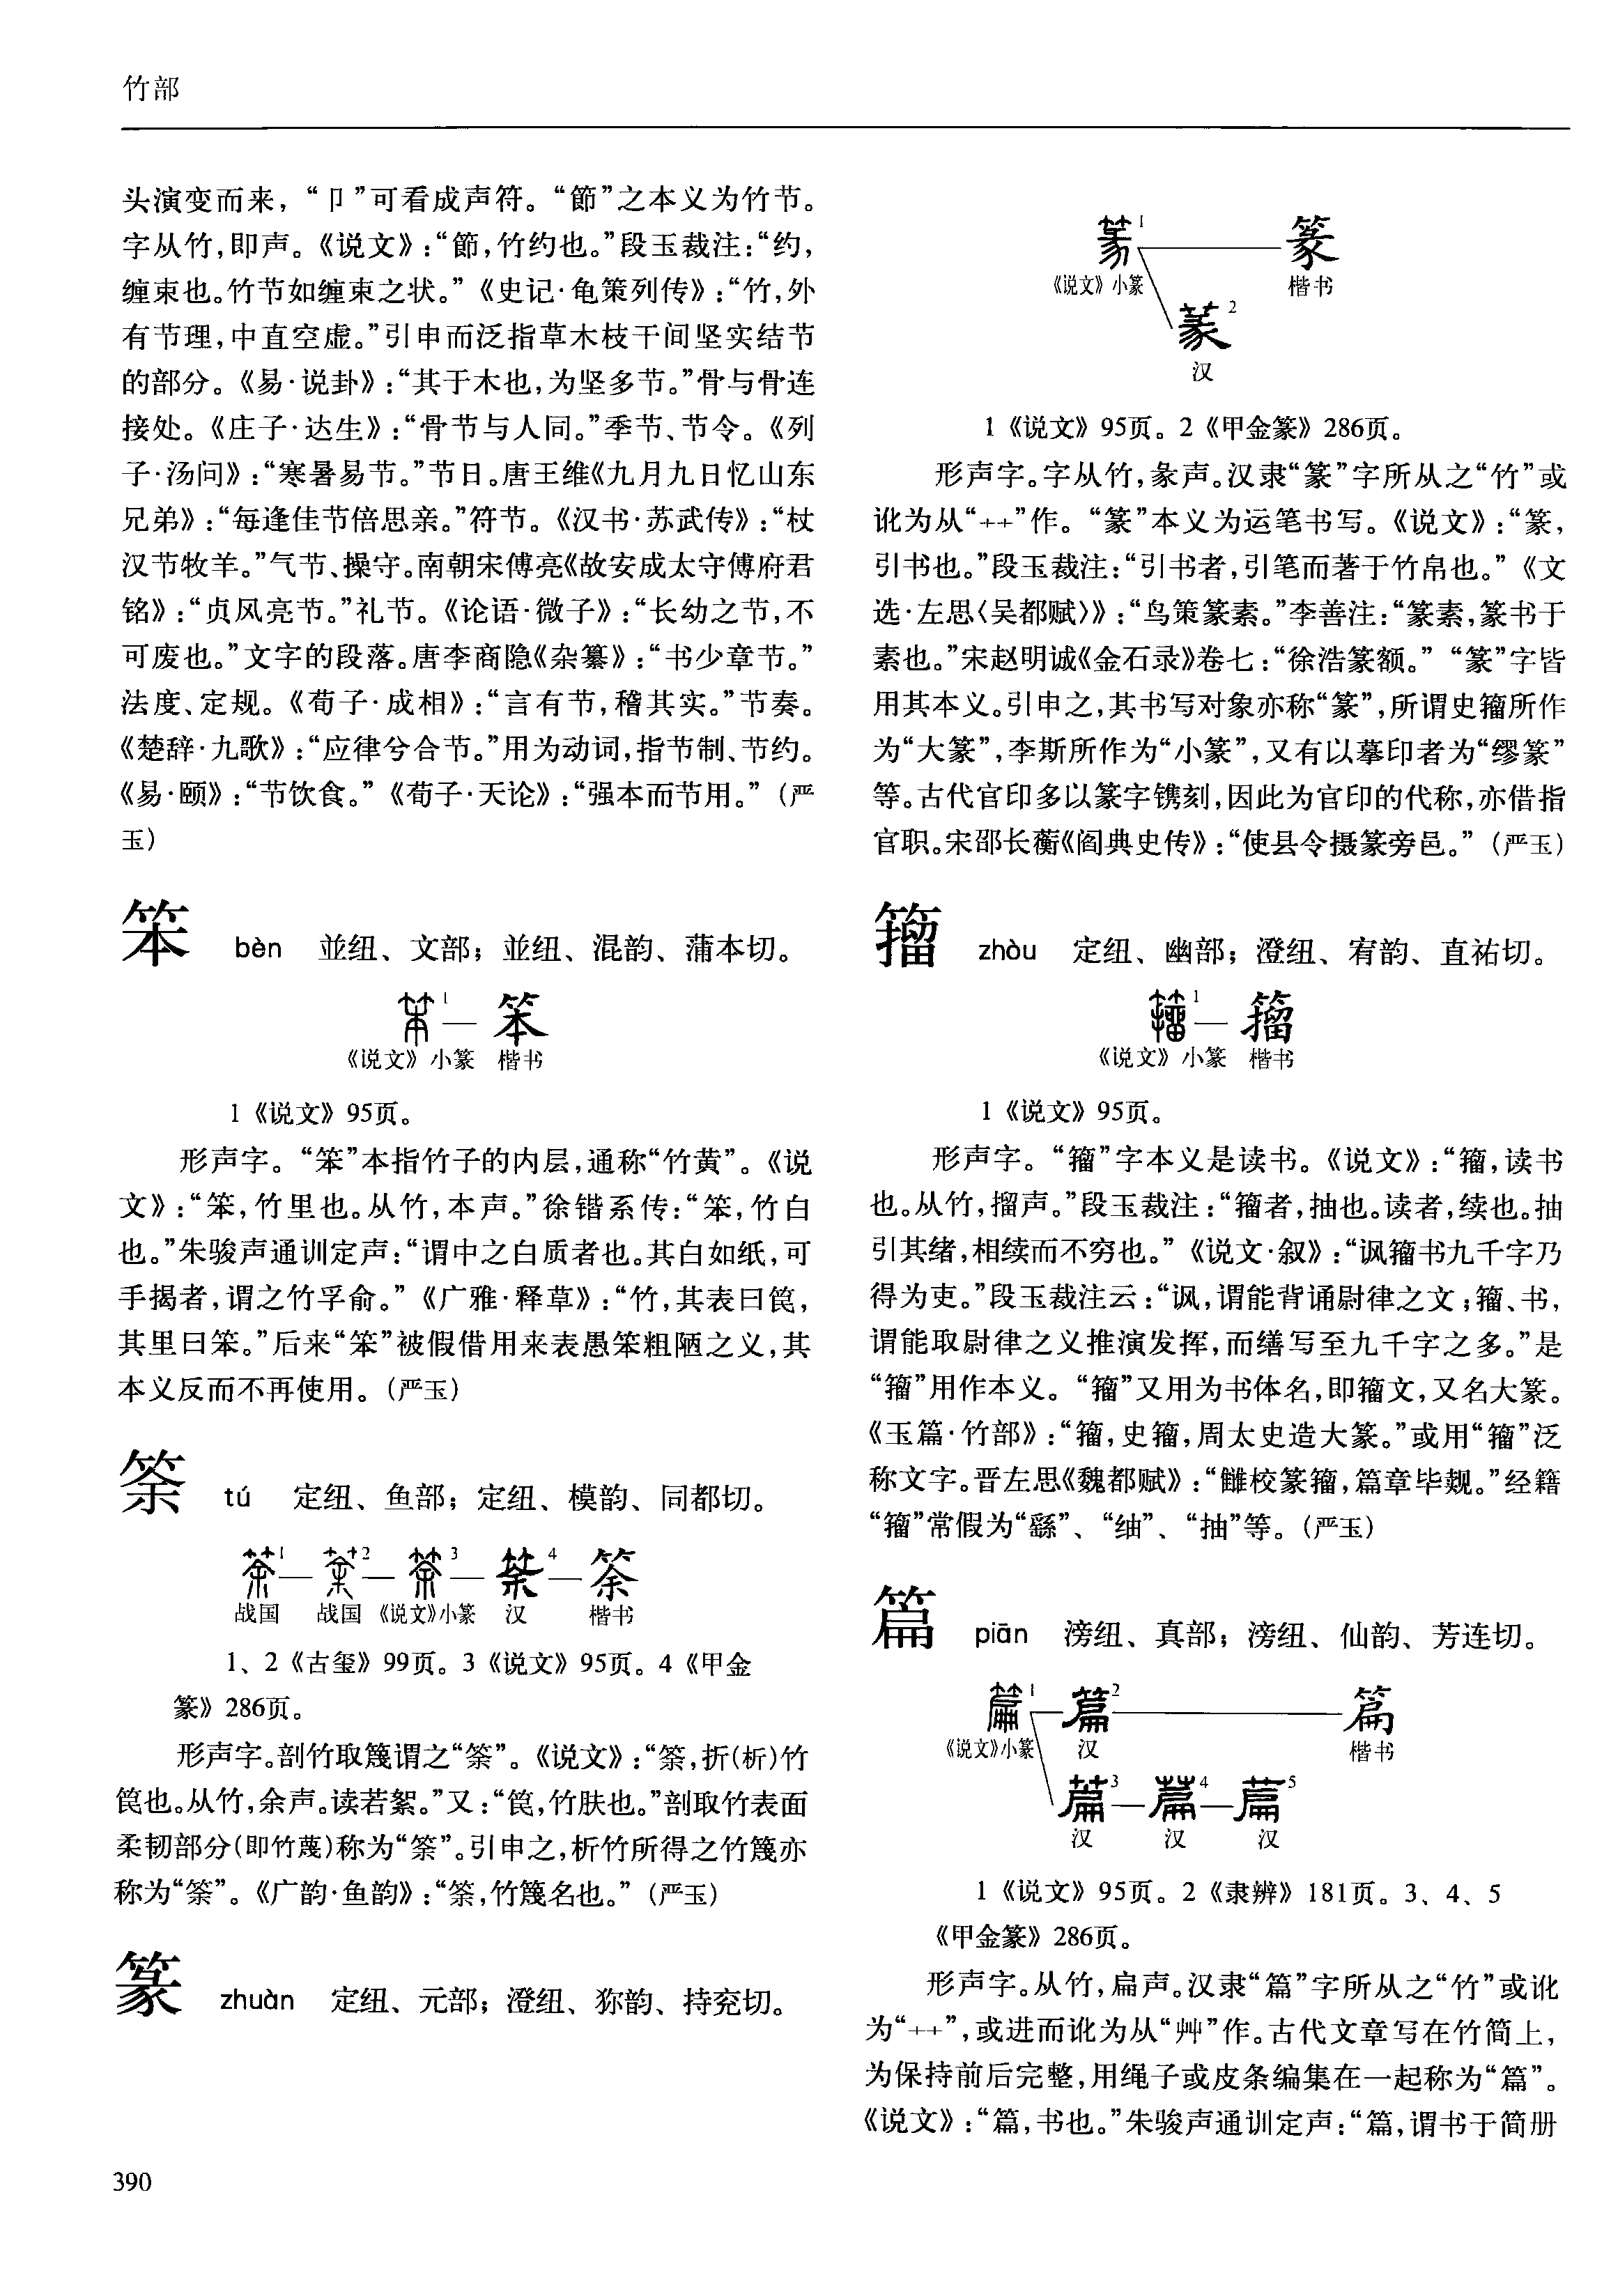 竹部
头演变而来，“卩”可看成声符。“節”之本义为竹节。
字从竹，即声。《说文》：“節，竹约也。”段玉裁注：“约，
缠束也。竹节如缠束之状。”《史记·龟策列传》：“竹，外
有节理，中直空虚。”引申而泛指草木枝干间坚实结节
的部分。《易·说卦》：“其于木也，为坚多节。”骨与骨连
接处。《庄子·达生》：“骨节与人同。”季节、节令。《列
子·汤问》：“寒暑易节。”节日。唐王维《九月九日忆山东
兄弟》：“每逢佳节倍思亲。”符节。《汉书·苏武传》：“杖
汉节牧羊。”气节、操守。南朝宋傅亮《故安成太守傅府君
铭》：“贞风亮节。”礼节。《论语·微子》：“长幼之节，不
可废也。”文字的段落。唐李商隐《杂纂》：“书少章节。”
法度、定规。《荀子·成相》：“言有节，稽其实。”节奏。
《楚辞·九歌》：“应律兮合节。”用为动词，指节制、节约。
《易·颐》：“节饮食。”《荀子·天论》：“强本而节用。”（严
玉）
笨 bèn 並纽、文部；並纽、混韵、蒲本切。
笨1—笨
《说文》小篆 楷书
1《说文》95页。
形声字。“笨”本指竹子的内层，通称“竹黄”。《说
文》：“笨，竹里也。从竹，本声。”徐锴系传：“笨，竹白
也。”朱骏声通训定声：“谓中之白质者也。其白如纸，可
手揭者，谓之竹孚俞。”《广雅·释草》：“竹，其表曰笢，
其里曰笨。”后来“笨”被假借用来表愚笨粗陋之义，其
本义反而不再使用。（严玉）
筡 tú 定纽、鱼部；定纽、模韵、同都切。
筡1—筡2—筡3—筡4—筡
战国 战国 《说文》小篆 汉 楷书
1、2《古玺》99页。3《说文》95页。4《甲金
篆》286页。
形声字。剖竹取篾谓之“筡”。《说文》：“筡，折(析)竹
笢也。从竹，余声。读若絮。”又：“笢，竹肤也。”剖取竹表面
柔韧部分(即竹蔑)称为“筡”。引申之，析竹所得之竹篾亦
称为“筡”。《广韵·鱼韵》：“筡，竹篾名也。”（严玉）
篆 zhuàn 定纽、元部；澄纽、狝韵、持兖切。
篆1—篆
《说文》小篆 楷书
篆2
汉
1《说文》95页。2《甲金篆》286页。
形声字。字从竹，彖声。汉隶“篆”字所从之“竹”或
讹为从“++”作。“篆”本义为运笔书写。《说文》：“篆，
引书也。”段玉裁注：“引书者，引笔而著于竹帛也。”《文
选·左思〈吴都赋〉》：“鸟策篆素。”李善注：“篆素，篆书于
素也。”宋赵明诚《金石录》卷七：“徐浩篆额。”“篆”字皆
用其本义。引申之，其书写对象亦称“篆”，所谓史籀所作
为“大篆”，李斯所作为“小篆”，又有以摹印者为“缪篆”
等。古代官印多以篆字镌刻，因此为官印的代称，亦借指
官职。宋邵长蘅《阎典史传》：“使县令摄篆旁邑。”（严玉）
籀 zhòu 定纽、幽部；澄纽、宥韵、直祐切。
籀1—籀
《说文》小篆 楷书
1《说文》95页。
形声字。“籀”字本义是读书。《说文》：“籀，读书
也。从竹，㩅声。”段玉裁注：“籀者，抽也。读者，续也。抽
引其绪，相续而不穷也。”《说文·叙》：“讽籀书九千字乃
得为吏。”段玉裁注云：“讽，谓能背诵尉律之文；籀、书，
谓能取尉律之义推演发挥，而缮写至九千字之多。”是
“籀”用作本义。“籀”又用为书体名，即籀文，又名大篆。
《玉篇·竹部》：“籀，史籀，周太史造大篆。”或用“籀”泛
称文字。晋左思《魏都赋》：“雠校篆籀，篇章毕觌。”经籍
“籀”常假为“繇”、“䌷”、“抽”等。（严玉）
篇 piān 滂纽、真部；滂纽、仙韵、芳连切。
篇1—篇2—篇
《说文》小篆 汉 楷书
篇3—篇4—篇5
汉 汉 汉
1《说文》95页。2《隶辨》181页。3、4、5
《甲金篆》286页。
形声字。从竹，扁声。汉隶“篇”字所从之“竹”或讹
为“++”，或进而讹为从“艸”作。古代文章写在竹简上，
为保持前后完整，用绳子或皮条编集在一起称为“篇”。
《说文》：“篇，书也。”朱骏声通训定声：“篇，谓书于简册
390